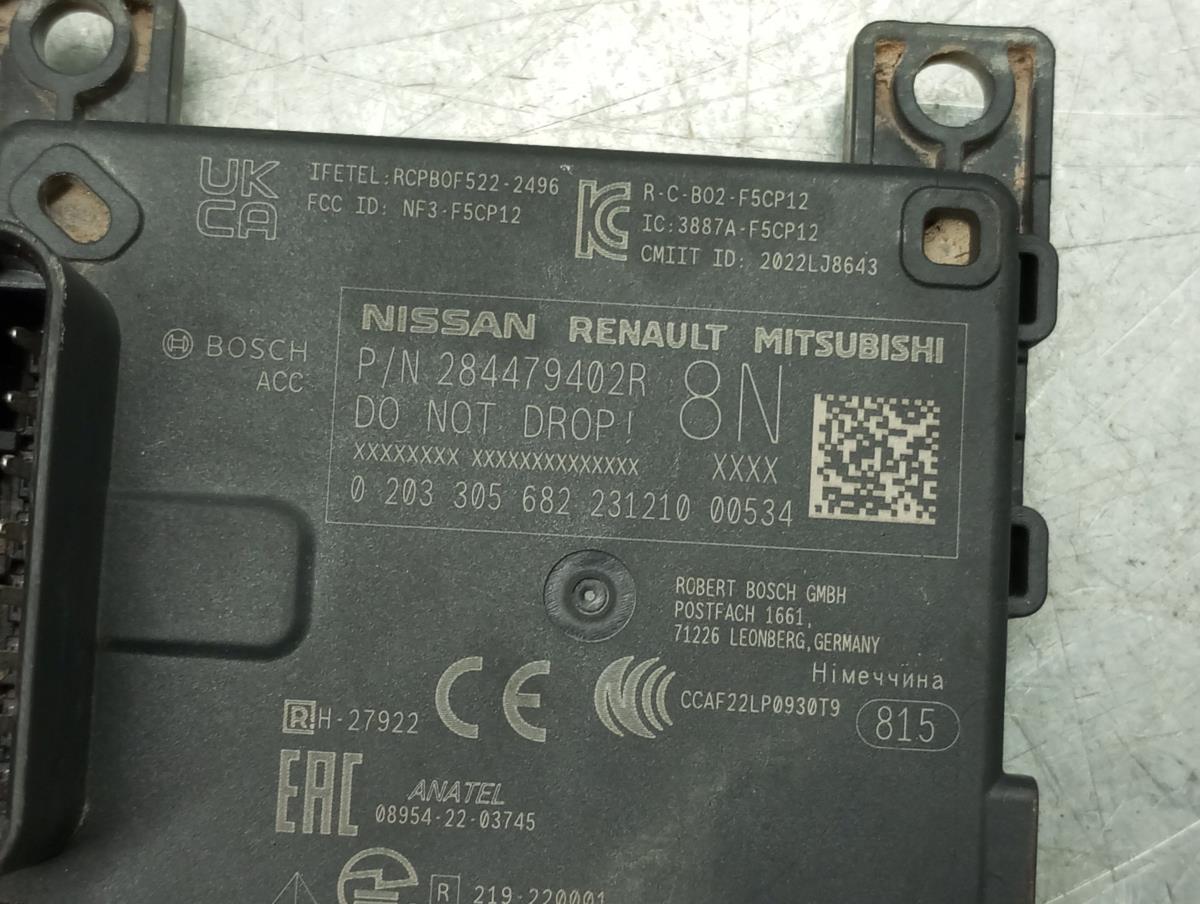 UK
CA
IFETEL:RCPBOF522-2496
FCC ID: NF3-F5CP12
R-C-BO2-F5CP12
IC:3887A-F5CP12
CMIIT ID: 2022LJ8643
BOSCH
ACC
NISSAN RENAULT MITSUBISHI
P/N 284479402R 8N
DO NOT DROP!
XXXXXXXX XXXXXXXXXXXXX XXXX
0 203 305 682 231210 00534
ROBERT BOSCH GMBH
POSTFACH 1661,
71226 LEONBERG,GERMANY
Німеччина
CE
CCAF22LP0930T9
815
R H-27922
EAC
ANATEL
08954-22-03745
R 219-220001